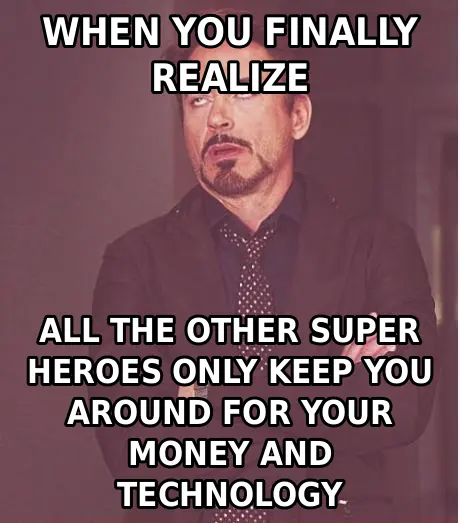 WHEN YOU FINALLY
REALIZE
ALL THE OTHER SUPER
HEROES ONLY KEEP YOU
AROUND FOR YOUR
MONEY AND
TECHNOLOGY